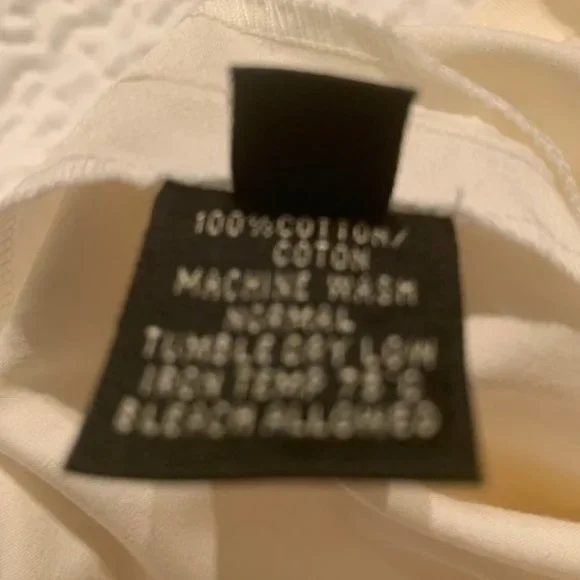 100% COTTON/
COTON
MACHINE WASH
NORMAL
TUMBLE DRY LOW
IRON TEMP
BLEACH ALLOWED